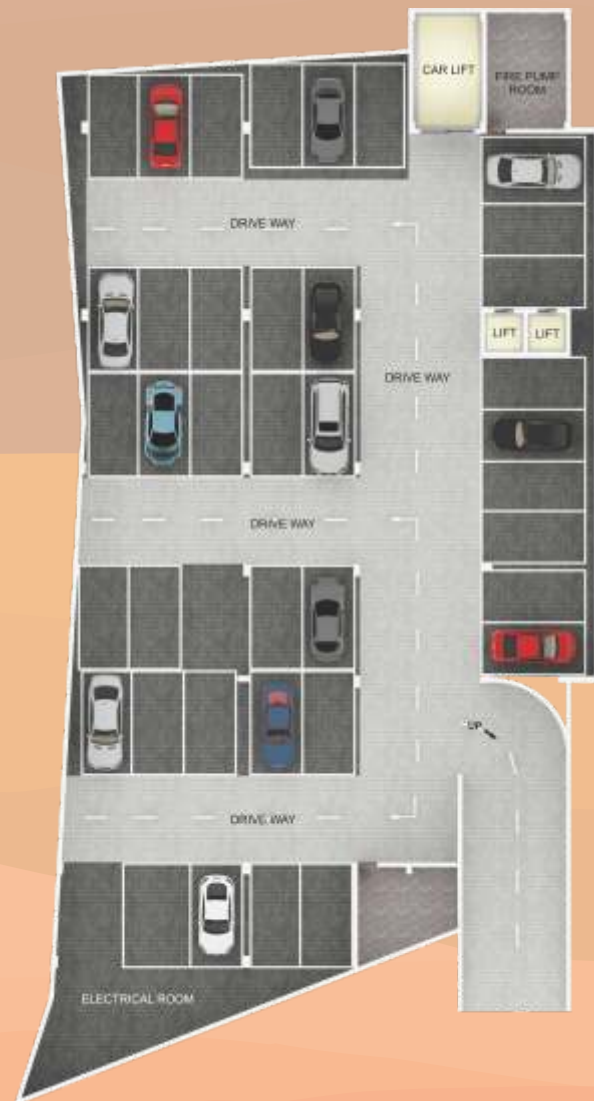 CAR LIFT
FIRE PUMP
ROOM
DRIVE WAY
LIFT
LIFT
DRIVE WAY
DRIVE WAY
UP
DRIVE WAY
ELECTRICAL ROOM